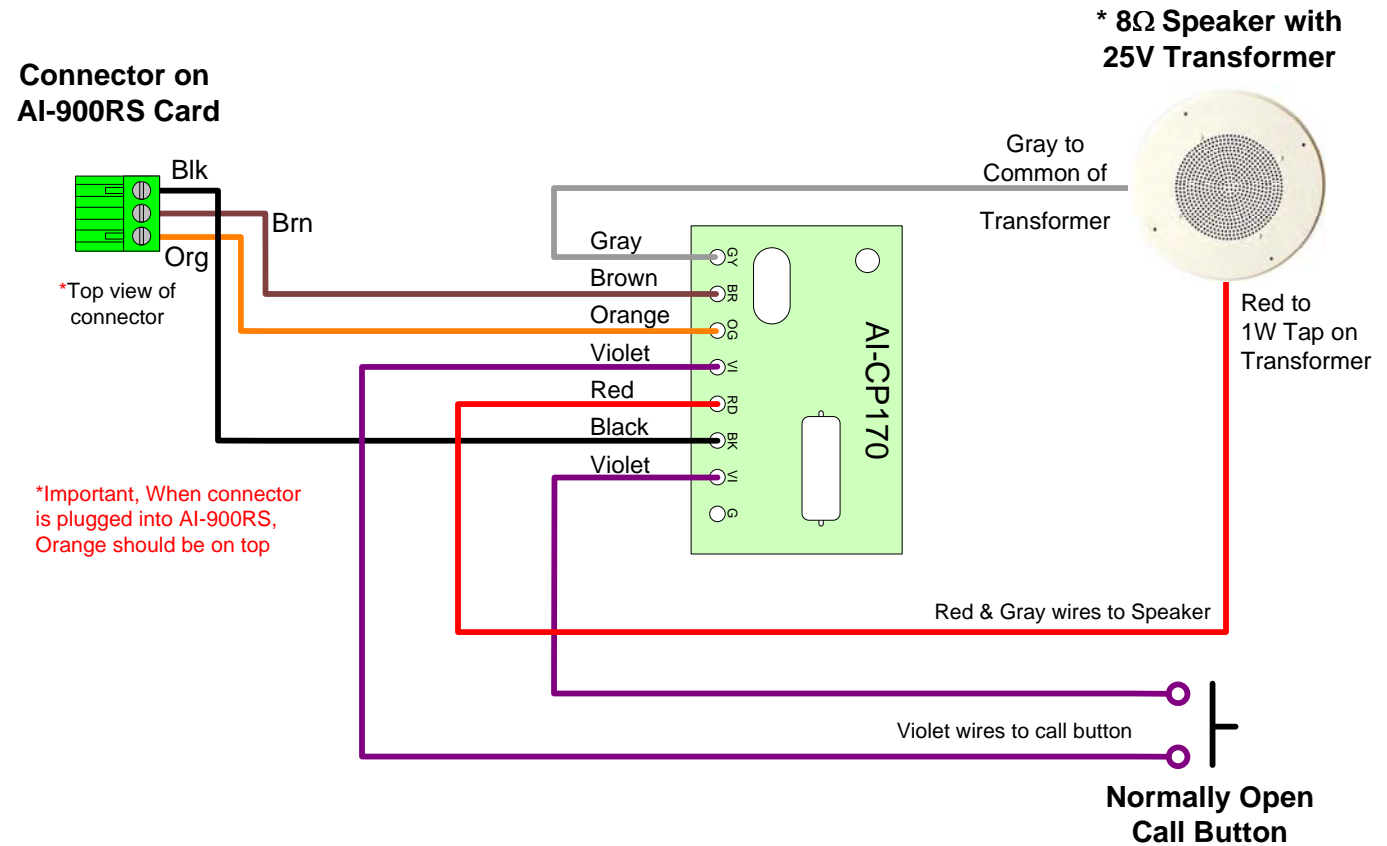 * 8Ω Speaker with
25V Transformer
Connector on
AI-900RS Card
Blk
Brn
Org
*Top view of
connector
Gray to
Common of
Transformer
Gray
Brown
Orange
Violet
Red
Black
Violet
GY
BR
OG
VI
RD
BK
VI
G
AI-CP170
Red to
1W Tap on
Transformer
*Important, When connector
is plugged into AI-900RS,
Orange should be on top
Red & Gray wires to Speaker
Violet wires to call button
Normally Open
Call Button